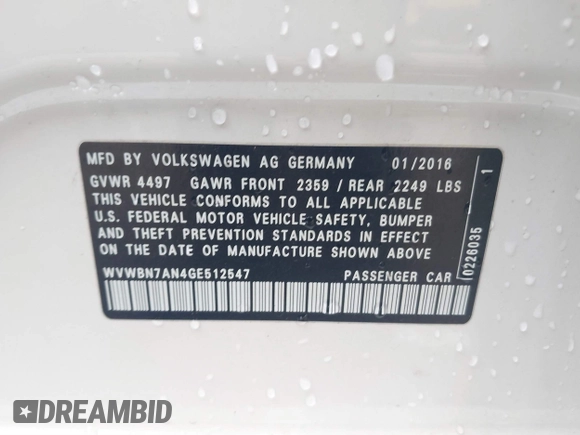 MFD BY VOLKSWAGEN AG GERMANY 01/2016
GVWR 4497 GAWR FRONT 2359 / REAR 2249 LBS
THIS VEHICLE CONFORMS TO ALL APPLICABLE
U.S. FEDERAL MOTOR VEHICLE SAFETY, BUMPER
AND THEFT PREVENTION STANDARDS IN EFFECT
ON THE DATE OF MANUFACTURE SHOWN ABOVE
WVWBN7AN4GE512547 PASSENGER CAR
0226035 1
DREAMBID